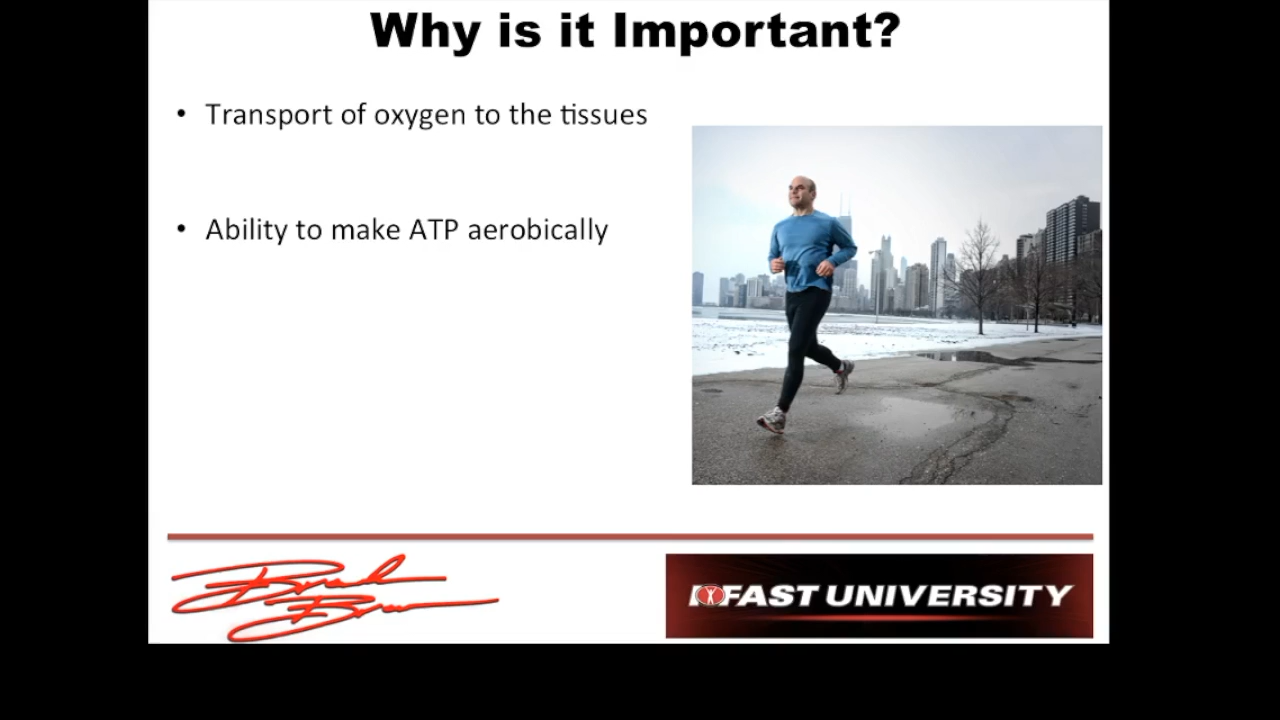 Why is it Important?
• Transport of oxygen to the tissues
• Ability to make ATP aerobically
FAST UNIVERSITY